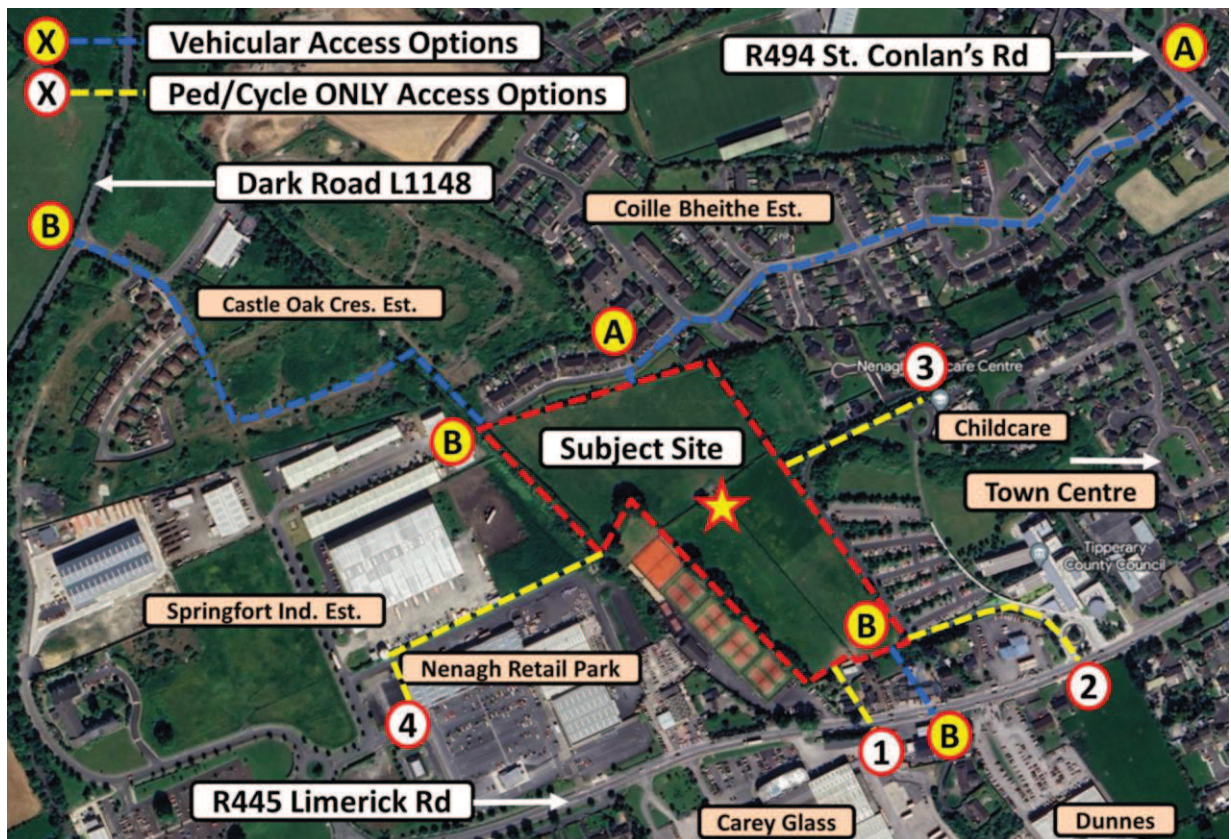 X Vehicular Access Options
X Ped/Cycle ONLY Access Options
R494 St. Conlan's Rd
A
Dark Road L1148
B
Coille Bheithe Est.
Castle Oak Cres. Est.
A
3
Childcare
B
Subject Site
Town Centre
Tipperary
County Council
Springfort Ind. Est.
B
Nenagh Retail Park
4
2
1
B
R445 Limerick Rd
Carey Glass
Dunnes